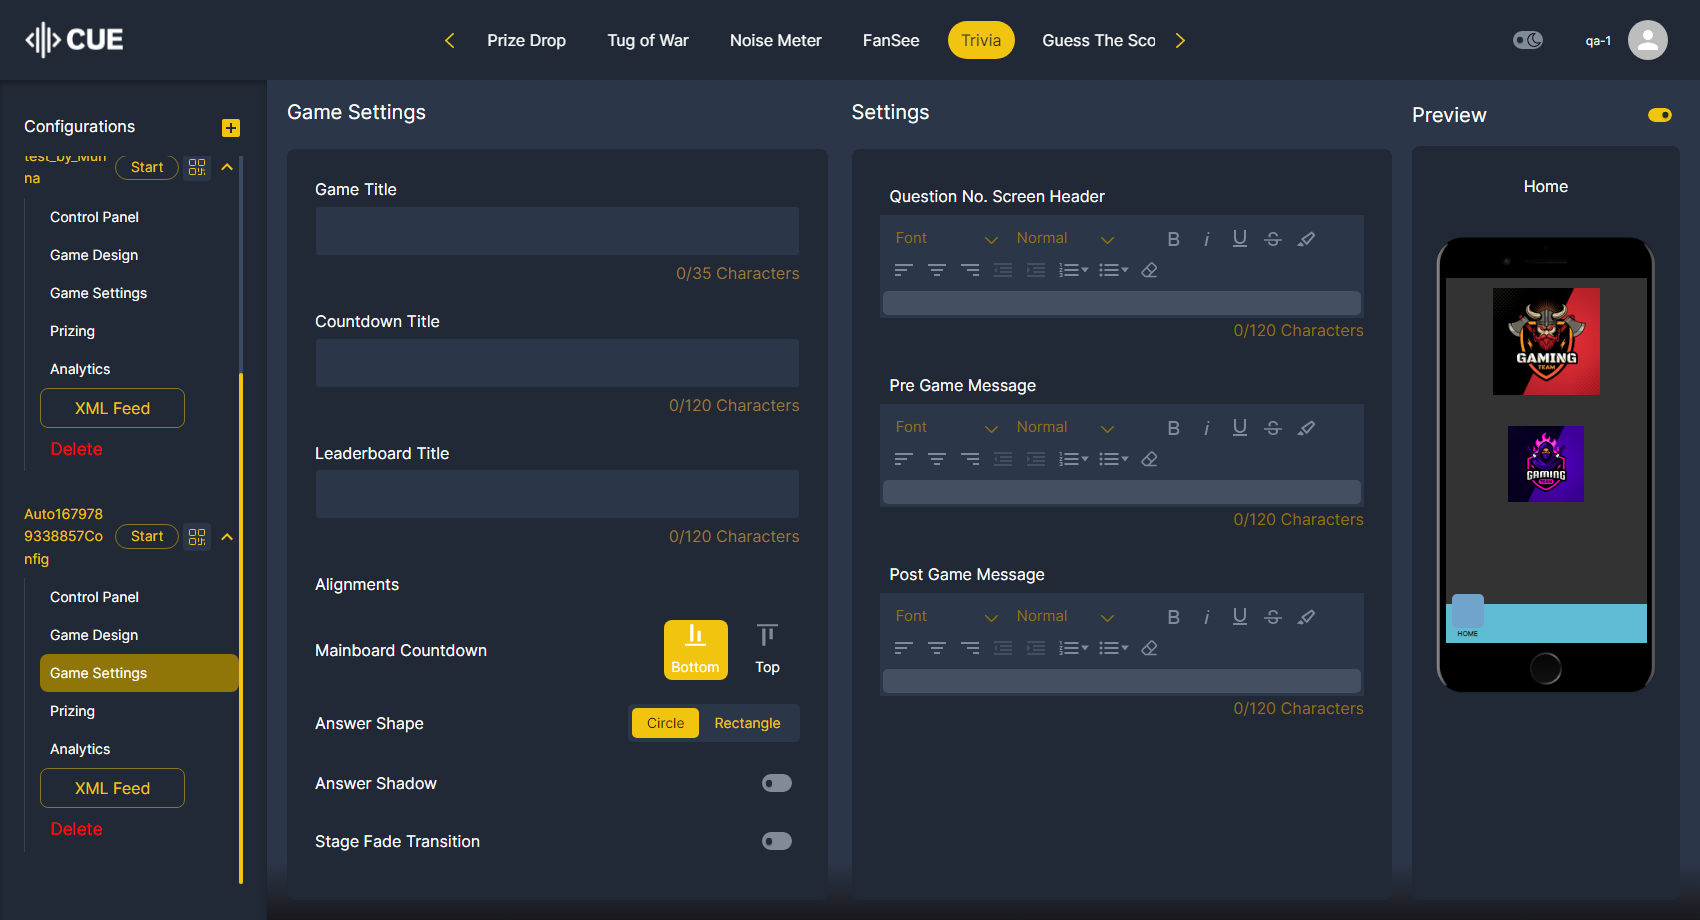 CUE
Prize Drop
Tug of War
Noise Meter
FanSee
Trivia
Guess The Sco
qa-1
Configurations
test_by_Mun
na
Start
Control Panel
Game Design
Game Settings
Prizing
Analytics
XML Feed
Delete
Auto167978
9338857Co
nfig
Start
Control Panel
Game Design
Game Settings
Prizing
Analytics
XML Feed
Delete
Game Settings
Game Title
0/35 Characters
Countdown Title
0/120 Characters
Leaderboard Title
0/120 Characters
Alignments
Mainboard Countdown
Bottom
Top
Answer Shape
Circle
Rectangle
Answer Shadow
Stage Fade Transition
Settings
Question No. Screen Header
Font
Normal
0/120 Characters
Pre Game Message
Font
Normal
0/120 Characters
Post Game Message
Font
Normal
0/120 Characters
Preview
Home
GAMING
TEAM
GAMING
TEAM
HOME